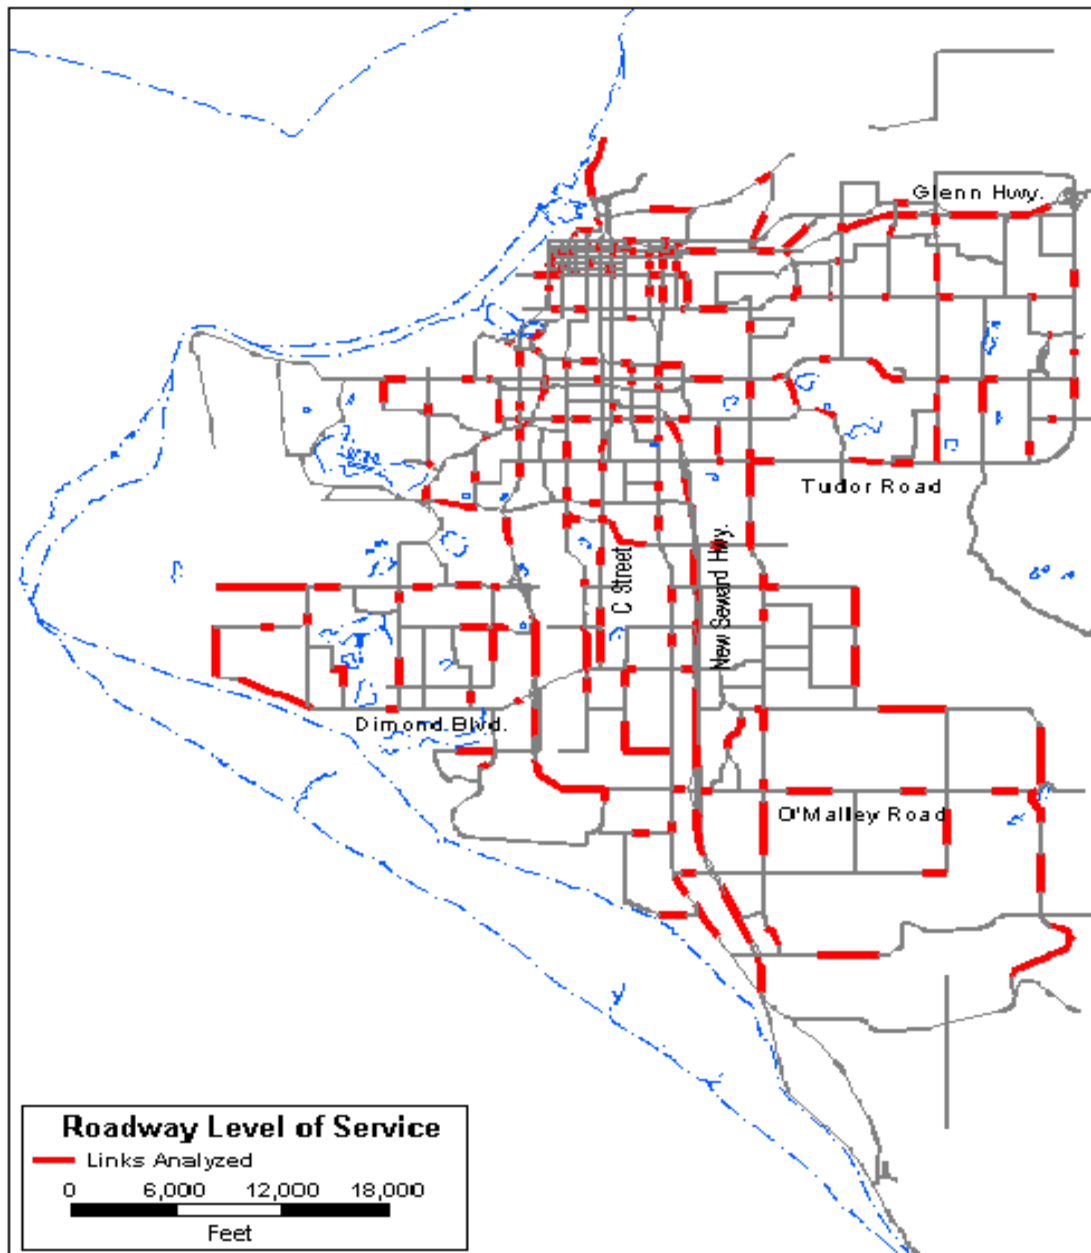 Glenn Hwy.
Tudor Road
C Street
New Seward Hwy.
Dimond Blvd.
O'Malley Road
Roadway Level of Service
Links Analyzed
0 6,000 12,000 18,000
Feet